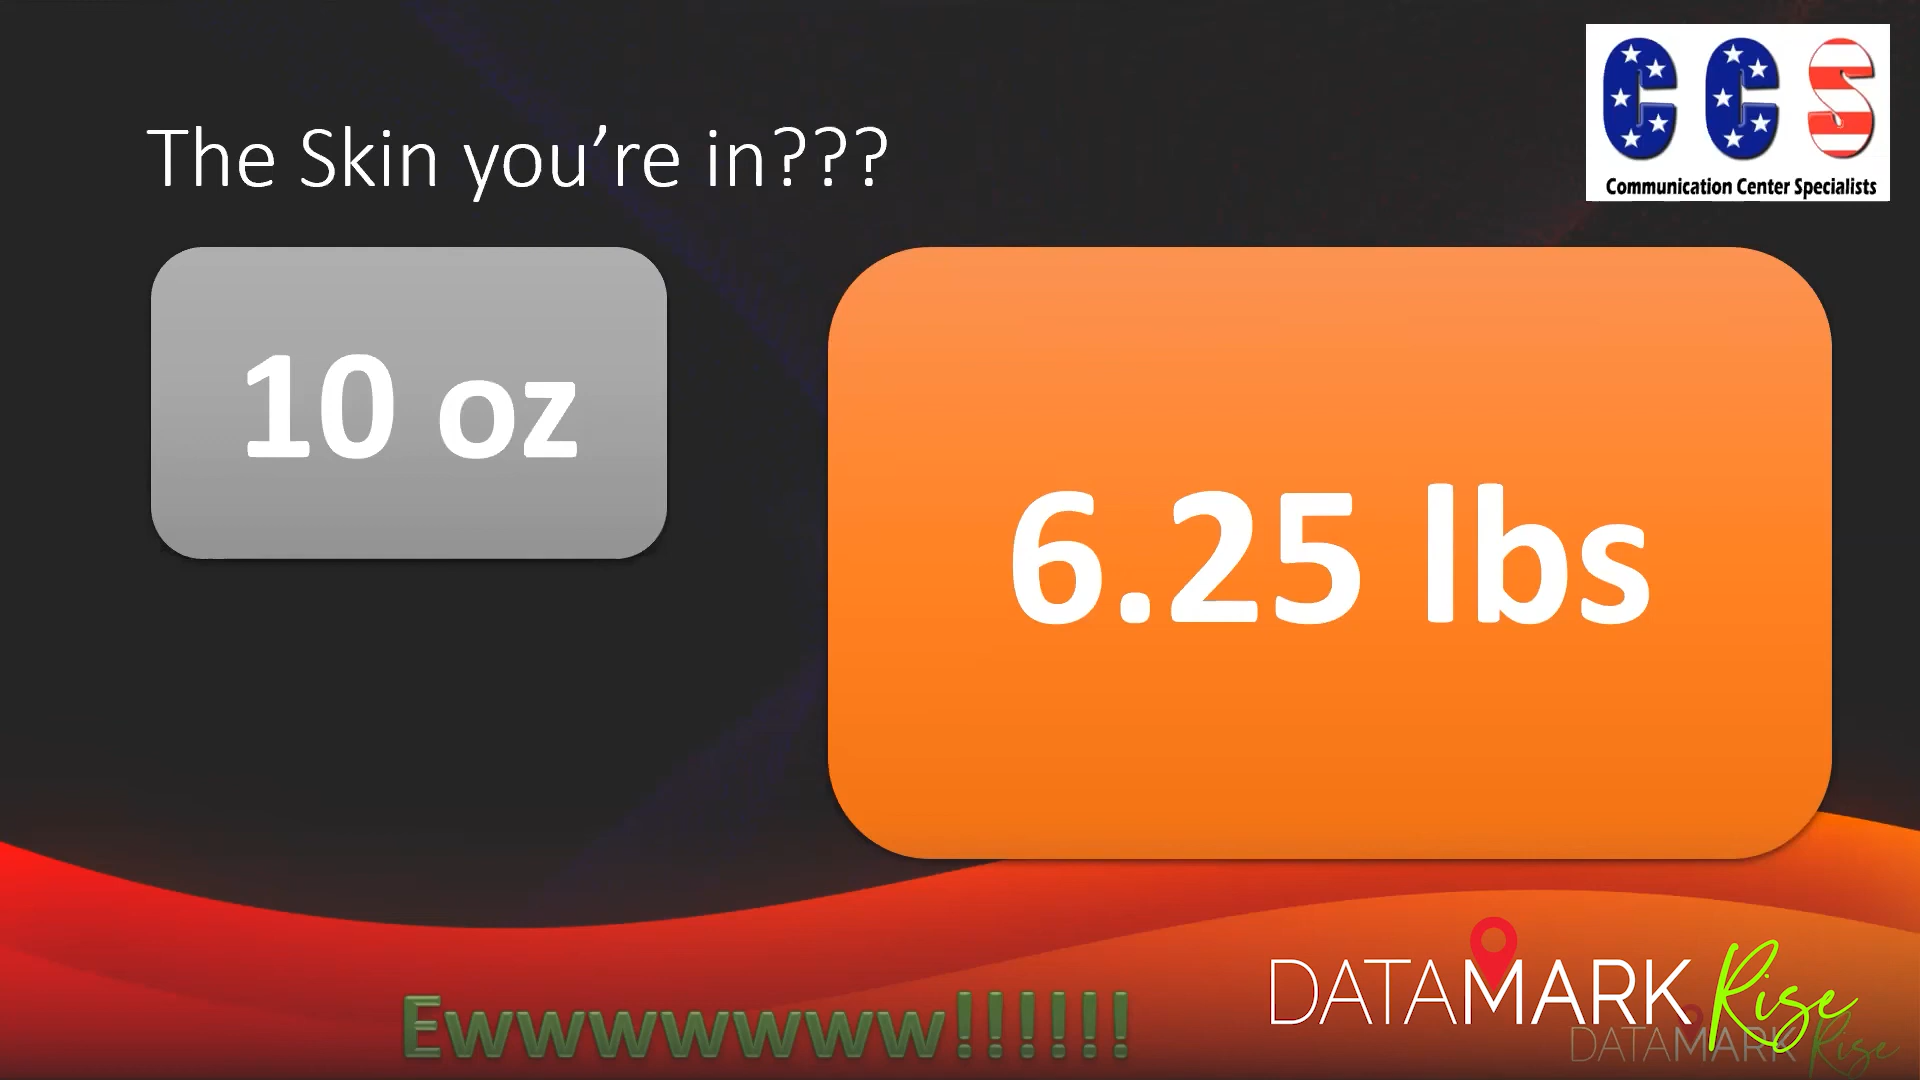 CCS
Communication Center Specialists
The Skin you’re in???
10 oz
6.25 lbs
Ewwwwwww!!!!!!
DATAMARK Rise
DATAMARK Rise